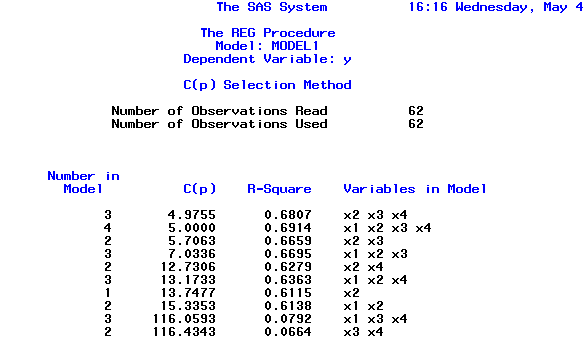 The SAS System 16:16 Wednesday, May 4
The REG Procedure
Model: MODEL1
Dependent Variable: y
C(p) Selection Method
Number of Observations Read 62
Number of Observations Used 62
Number in
Model C(p) R-Square Variables in Model
3 4.9755 0.6807 x2 x3 x4
4 5.0000 0.6914 x1 x2 x3 x4
2 5.7063 0.6659 x2 x3
3 7.0336 0.6695 x1 x2 x3
2 12.7306 0.6279 x2 x4
3 13.1733 0.6363 x1 x2 x4
1 13.7477 0.6115 x2
2 15.3353 0.6138 x1 x2
3 116.0593 0.0792 x1 x3 x4
2 116.4343 0.0664 x3 x4